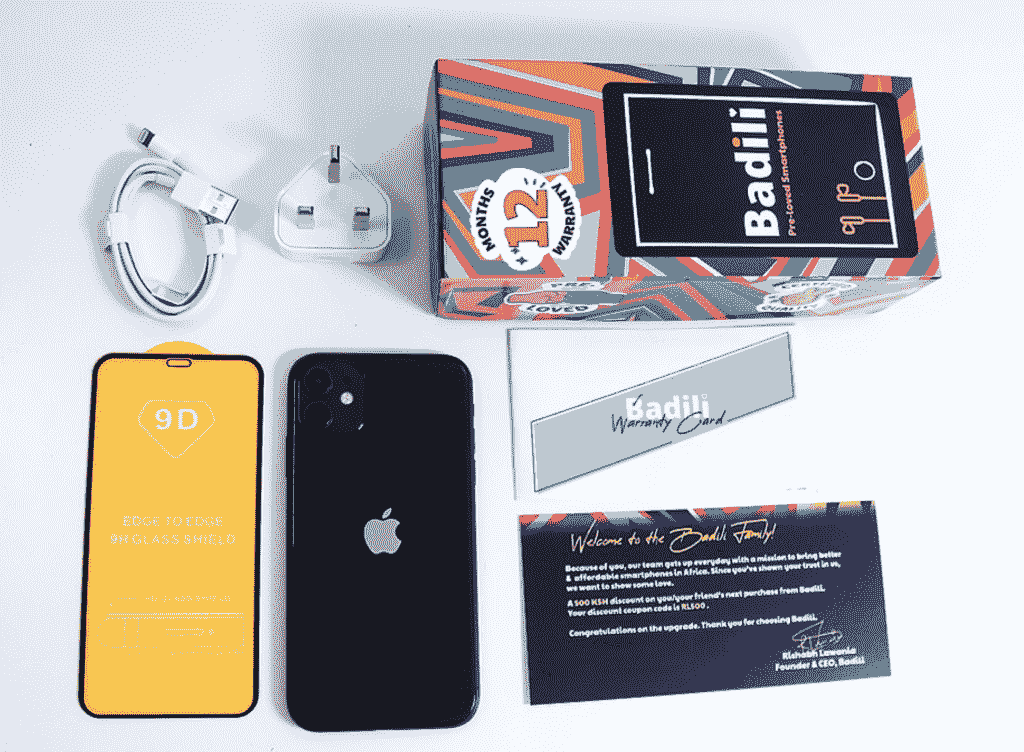 12
MONTHS
WARRANTY
Badili
Pre-loved Smartphones
PRE-
LOVED
QUALITY
9D
EDGE TO EDGE
9H GLASS SHIELD
Badili
Warranty Card
Welcome to the Badili Family!
Because of you, our team gets up everyday with a mission to bring better
& affordable smartphones in Africa. Since you've shown your trust in us,
we want to show some love.
A 500 KSH discount on you/your friend's next purchase from Badili.
Your discount coupon code is RL500 .
Congratulations on the upgrade. Thank you for choosing Badili.
Rishabh Lawania
Founder & CEO, Badili